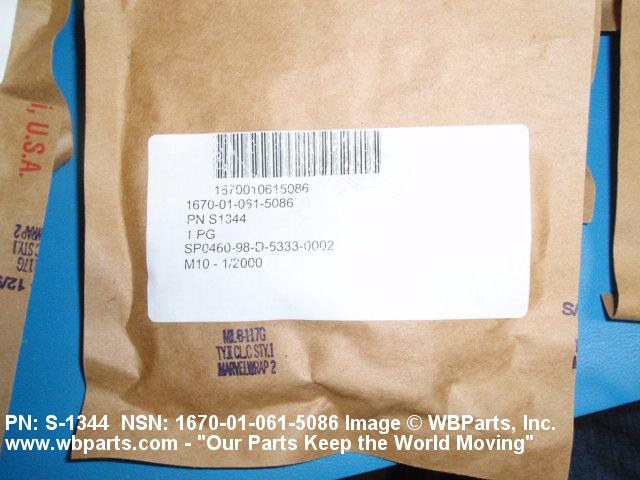 i, U.S.A.
1670010615086
1670-01-061-5086
PN S1344
1 PG
SP0460-98-D-5333-0002
M10 - 1/2000
MIL-B-117G
TY.II CL.C STY.1
MARVELWRAP 2
PN: S-1344 NSN: 1670-01-061-5086 Image © WBParts, Inc.
www.wbparts.com - "Our Parts Keep the World Moving"